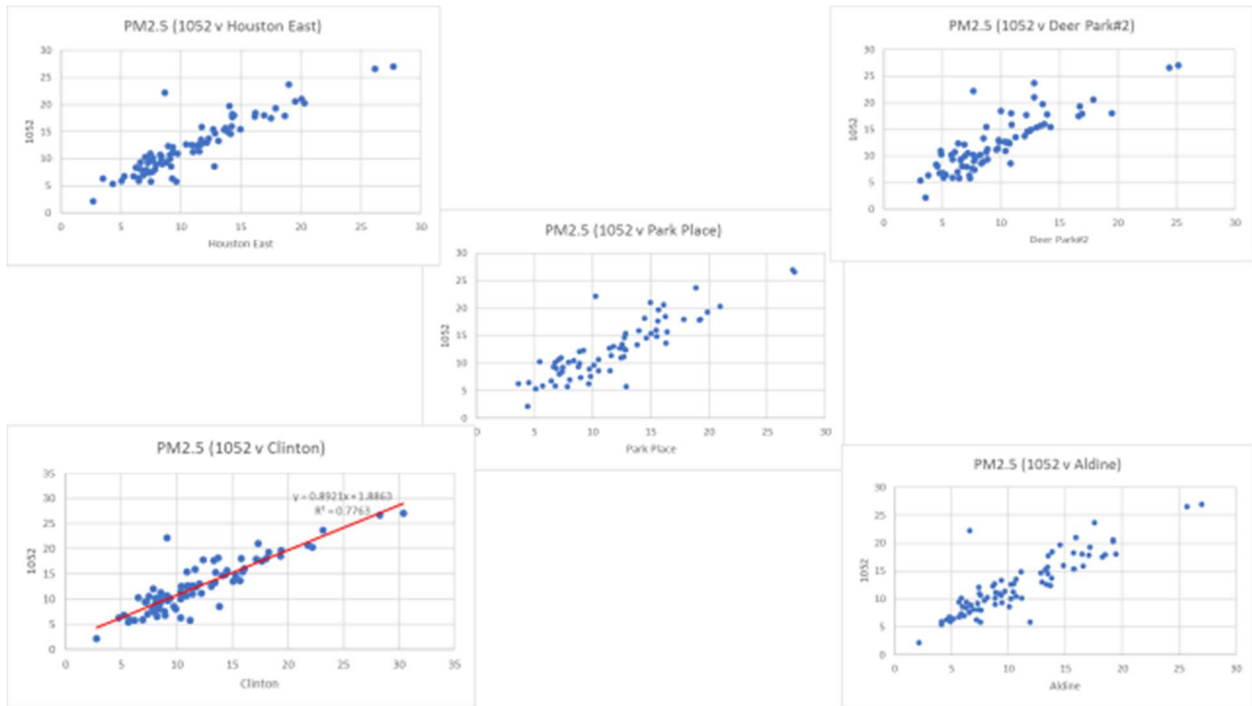 PM2.5 (1052 v Houston East)
30
25
20
15
10
5
0
0 5 10 15 20 25 30
1052
Houston East
PM2.5 (1052 v Deer Park#2)
30
25
20
15
10
5
0
0 5 10 15 20 25 30
1052
Deer Park#2
PM2.5 (1052 v Park Place)
30
25
20
15
10
5
0
0 5 10 15 20 25 30
1052
Park Place
PM2.5 (1052 v Clinton)
y = 0.8921x + 1.8863
R² = 0.7763
35
30
25
20
15
10
5
0
0 5 10 15 20 25 30 35
1052
Clinton
PM2.5 (1052 v Aldine)
30
25
20
15
10
5
0
0 5 10 15 20 25 30
1052
Aldine